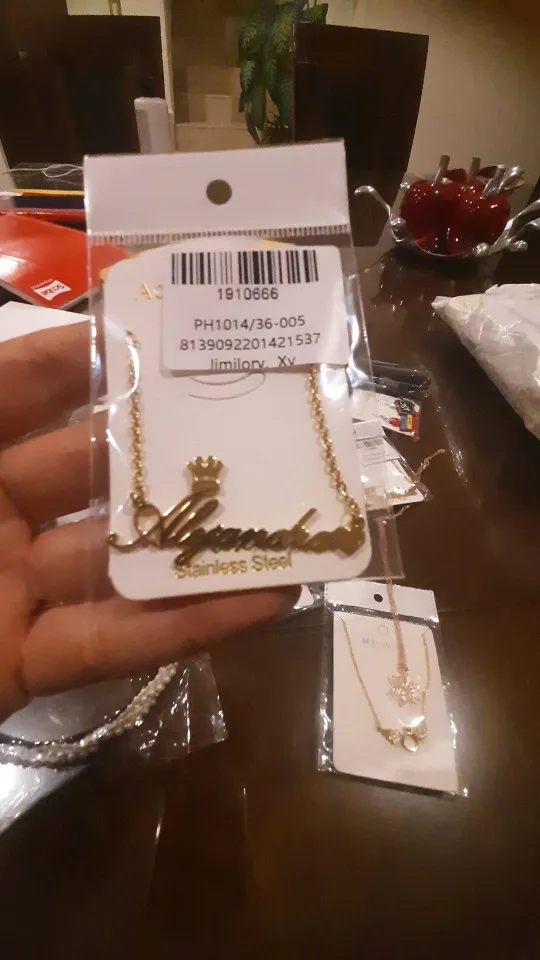 1910666
PH1014/36-005
8139092201421537
Jimilory, Xy
Alejandra
Stainless Steel